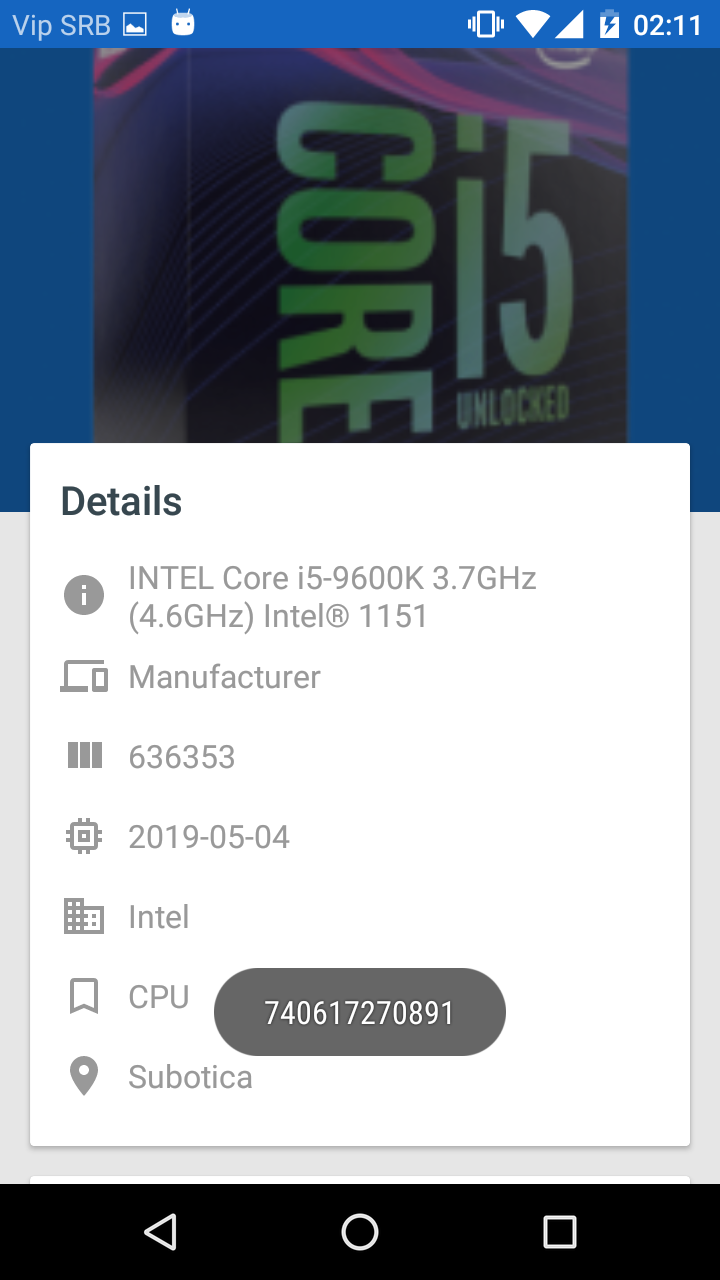 Vip SRB 02:11
CORE i5
UNLOCKED
Details
INTEL Core i5-9600K 3.7GHz
(4.6GHz) Intel® 1151
Manufacturer
636353
2019-05-04
Intel
CPU
740617270891
Subotica